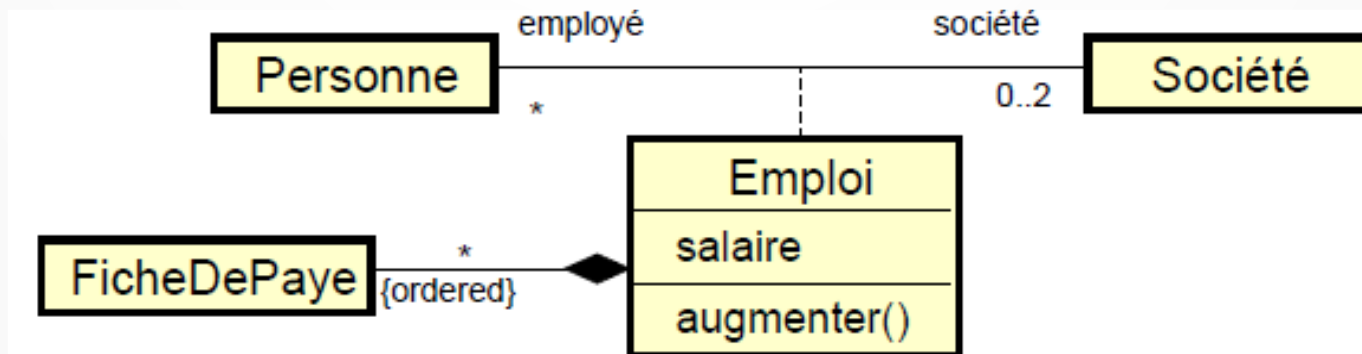 employé
société
Personne
Société
*
0..2
Emploi
salaire
augmenter()
FicheDePaye
*
{ordered}